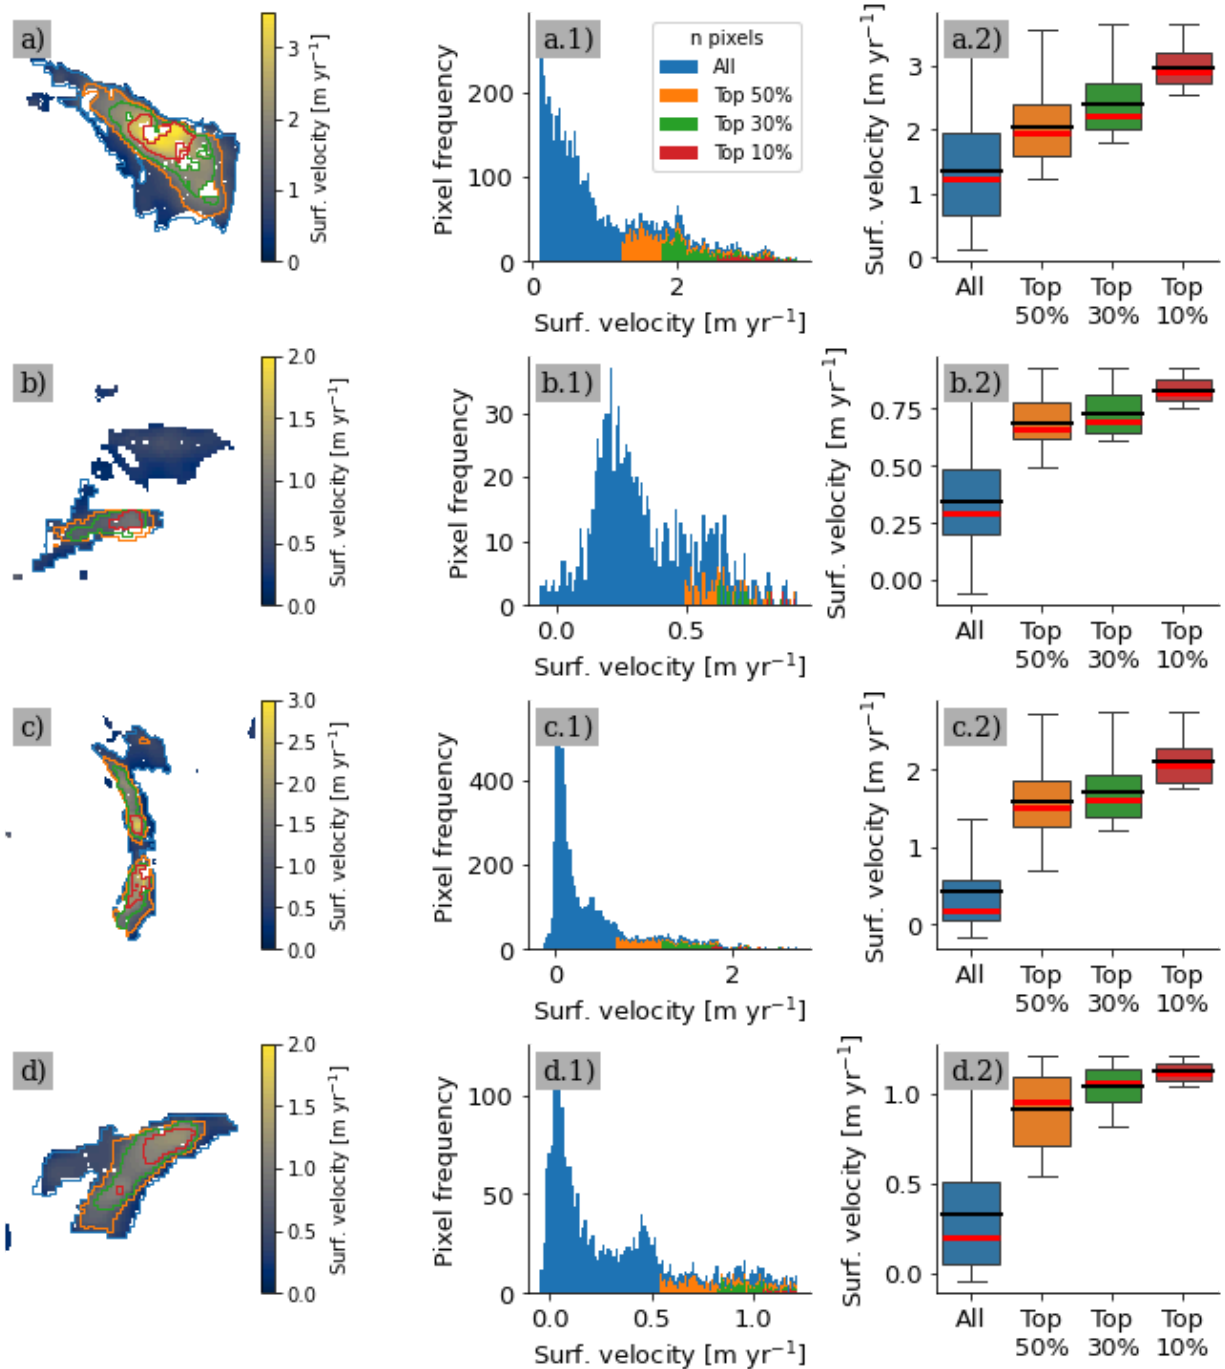 a)
3
2
1
0
Surf. velocity [m yr⁻¹]
a.1)
n pixels
All
Top 50%
Top 30%
Top 10%
200
100
0
Pixel frequency
0
2
Surf. velocity [m yr⁻¹]
a.2)
3
2
1
0
Surf. velocity [m yr⁻¹]
All
Top
50%
Top
30%
Top
10%
b)
2.0
1.5
1.0
0.5
0.0
Surf. velocity [m yr⁻¹]
b.1)
30
20
10
0
Pixel frequency
0.0
0.5
Surf. velocity [m yr⁻¹]
b.2)
0.75
0.50
0.25
0.00
Surf. velocity [m yr⁻¹]
All
Top
50%
Top
30%
Top
10%
c)
3.0
2.5
2.0
1.5
1.0
0.5
0.0
Surf. velocity [m yr⁻¹]
c.1)
400
200
0
Pixel frequency
0
2
Surf. velocity [m yr⁻¹]
c.2)
2
1
0
Surf. velocity [m yr⁻¹]
All
Top
50%
Top
30%
Top
10%
d)
2.0
1.5
1.0
0.5
0.0
Surf. velocity [m yr⁻¹]
d.1)
100
50
0
Pixel frequency
0.0
0.5
1.0
Surf. velocity [m yr⁻¹]
d.2)
1.0
0.5
0.0
Surf. velocity [m yr⁻¹]
All
Top
50%
Top
30%
Top
10%